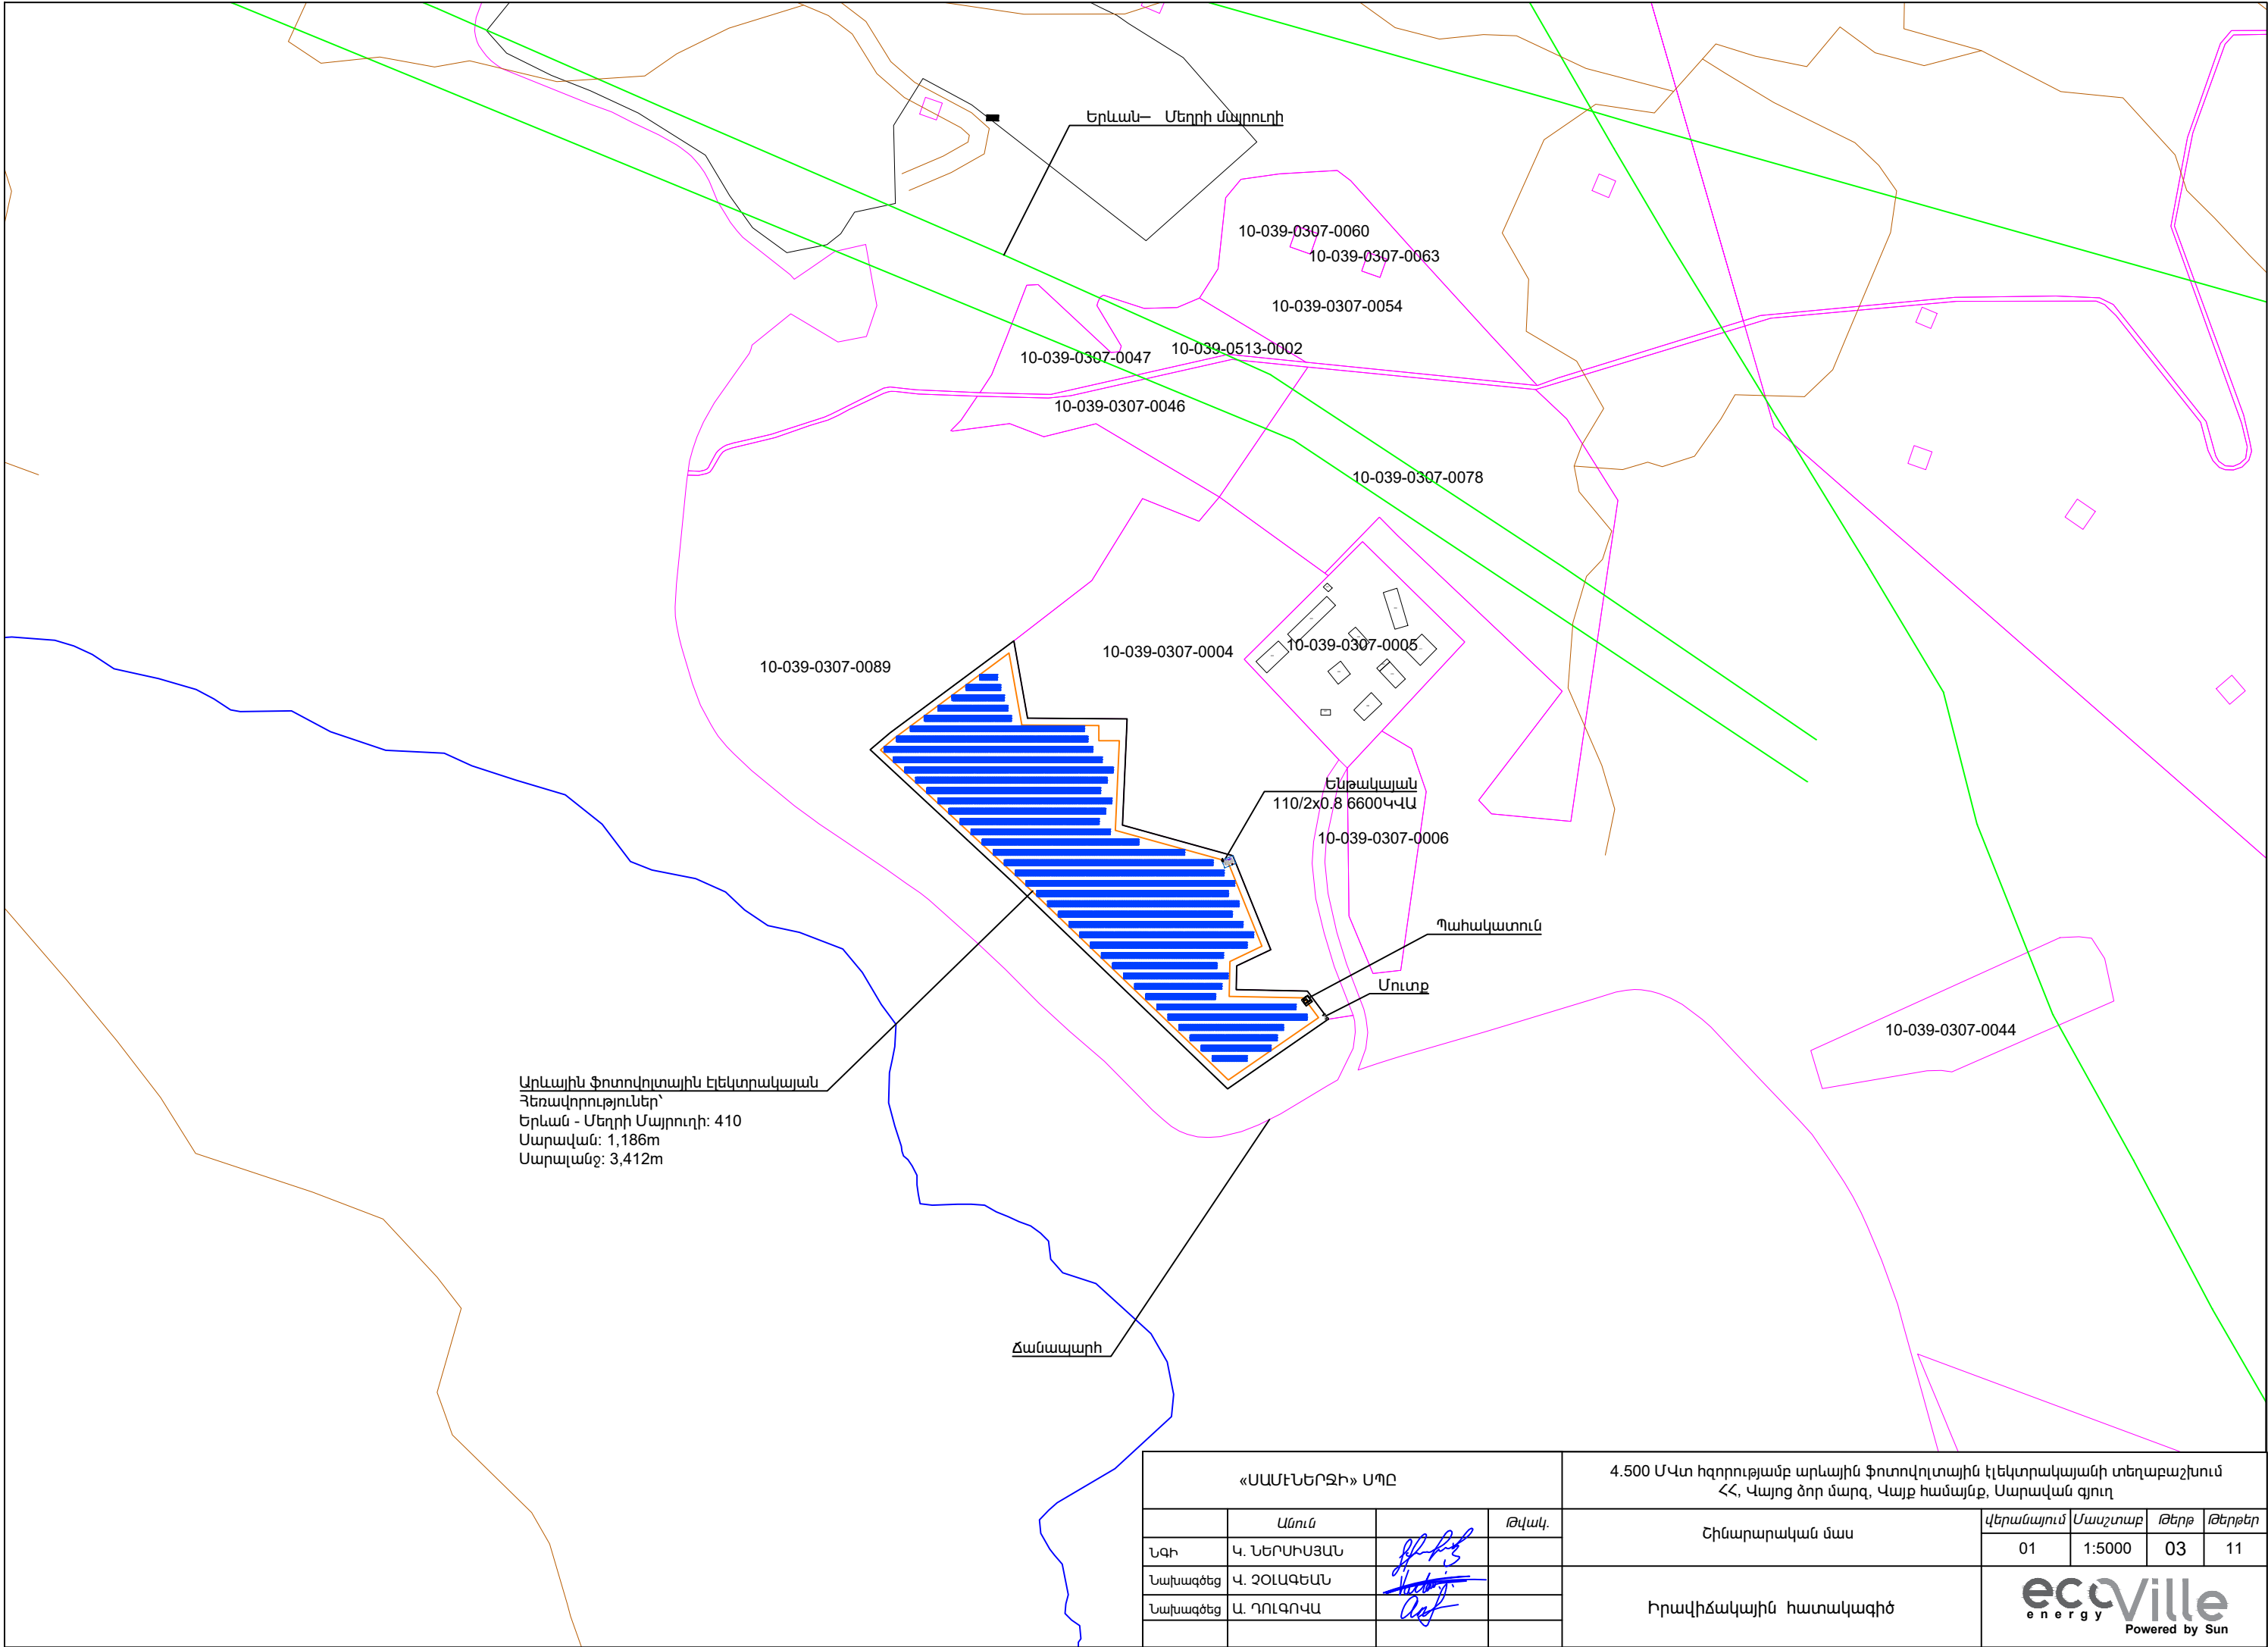 Երևան– Մեղրի մայրուղի
10-039-0307-0060
10-039-0307-0063
10-039-0307-0054
10-039-0513-0002
10-039-0307-0047
10-039-0307-0046
10-039-0307-0078
10-039-0307-0005
10-039-0307-0004
10-039-0307-0089
Ենթակայան
110/2x0.8 6600ԿՎԱ
10-039-0307-0006
Պահակատուն
Մուտք
10-039-0307-0044
Արևային ֆոտովոլտային էլեկտրակայան
Հեռավորություններ՝
Երևան - Մեղրի Մայրուղի: 410
Սարավան: 1,186m
Սարալանջ: 3,412m
Ճանապարհ
«ՍԱՄԷՆԵՐՋԻ» ՍՊԸ
4.500 ՄՎտ հզորությամբ արևային ֆոտովոլտային էլեկտրակայանի տեղաբաշխում
ՀՀ, Վայոց ձոր մարզ, Վայք համայնք, Սարավան գյուղ
Անուն
Թվակ.
ՆԳԻ
Կ. ՆԵՐՍԻՍՅԱՆ
Նախագծեց
Վ. ՉՕԼԱԳԵԱՆ
Նախագծեց
Ա. ԴՈԼԳՈՎԱ
Շինարարական մաս
վերանայում
Մասշտաբ
Թերթ
Թերթեր
01
1:5000
03
11
Իրավիճակային հատակագիծ
ecoVille
energy
Powered by Sun